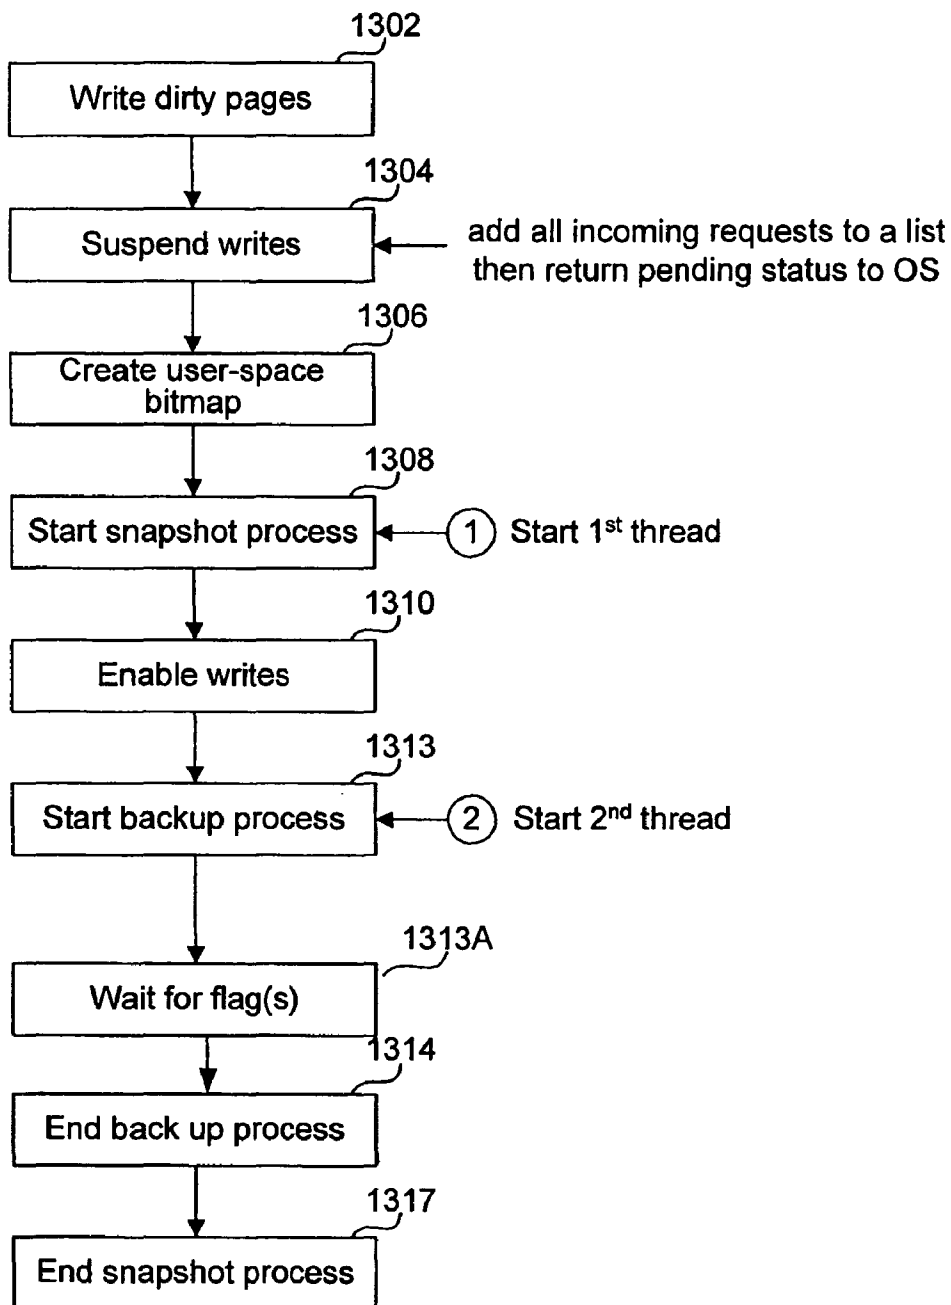 1302
Write dirty pages
1304
Suspend writes
add all incoming requests to a list
then return pending status to OS
1306
Create user-space
bitmap
1308
Start snapshot process
1 Start 1st thread
1310
Enable writes
1313
Start backup process
2 Start 2nd thread
1313A
Wait for flag(s)
1314
End back up process
1317
End snapshot process